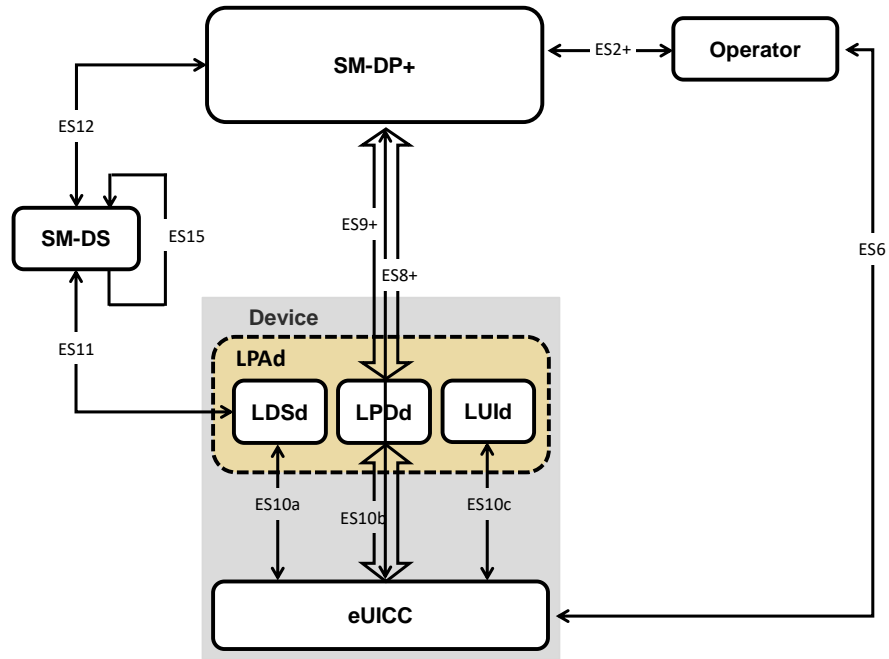 SM-DP+
ES2+
Operator
ES12
SM-DS
ES15
ES9+
ES8+
ES6
ES11
Device
LPAd
LDSd
LPDd
LUId
ES10a
ES10b
ES10c
eUICC